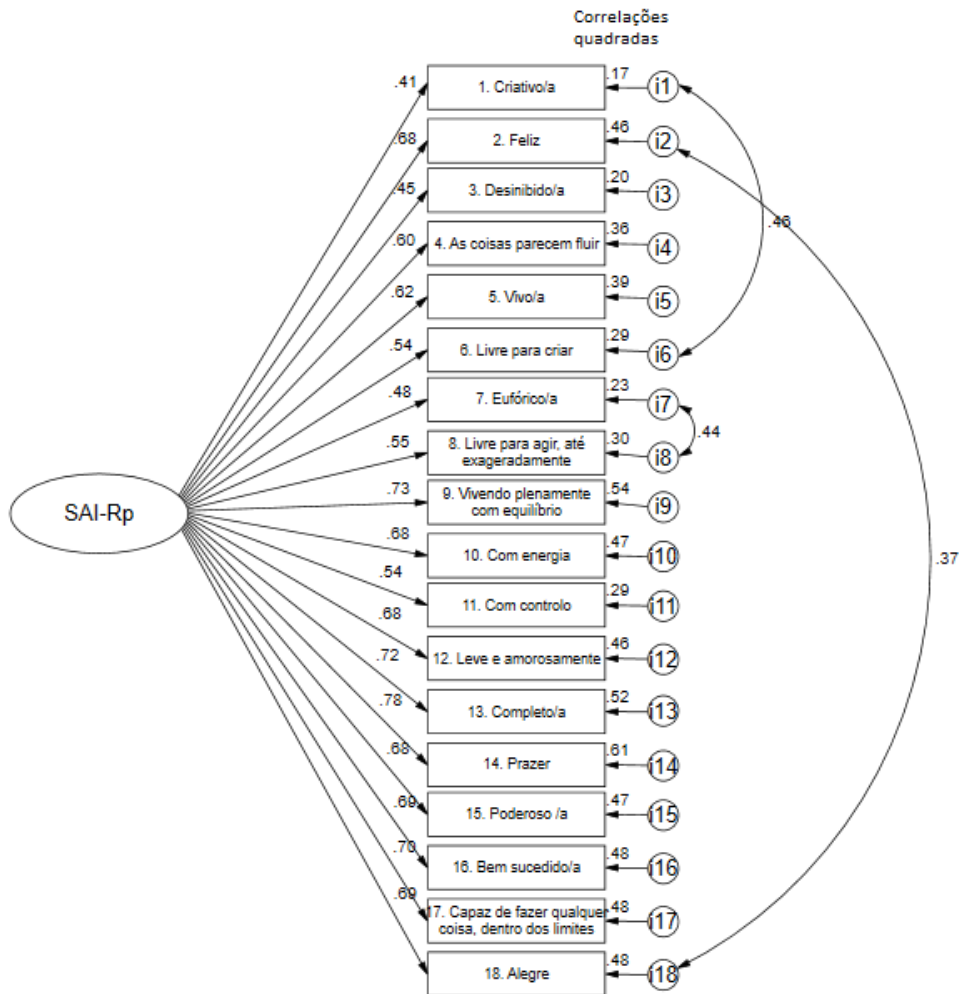 Correlações
quadradas
.41
1. Criativo/a
.17
i1
.68
2. Feliz
.46
i2
.45
3. Desinibido/a
.20
i3
.46
.60
4. As coisas parecem fluir
.36
i4
.62
5. Vivo/a
.39
i5
.54
6. Livre para criar
.29
i6
.48
7. Eufórico/a
.23
i7
.44
.55
8. Livre para agir, até
exageradamente
.30
i8
SAI-Rp
.73
9. Vivendo plenamente
com equilíbrio
.54
i9
.68
10. Com energia
.47
i10
.37
.54
11. Com controlo
.29
i11
.68
12. Leve e amorosamente
.46
i12
.72
13. Completo/a
.52
i13
.78
14. Prazer
.61
i14
.68
15. Poderoso /a
.47
i15
.69
16. Bem sucedido/a
.48
i16
.70
17. Capaz de fazer qualquer
coisa, dentro dos limites
.48
i17
.69
18. Alegre
.48
i18